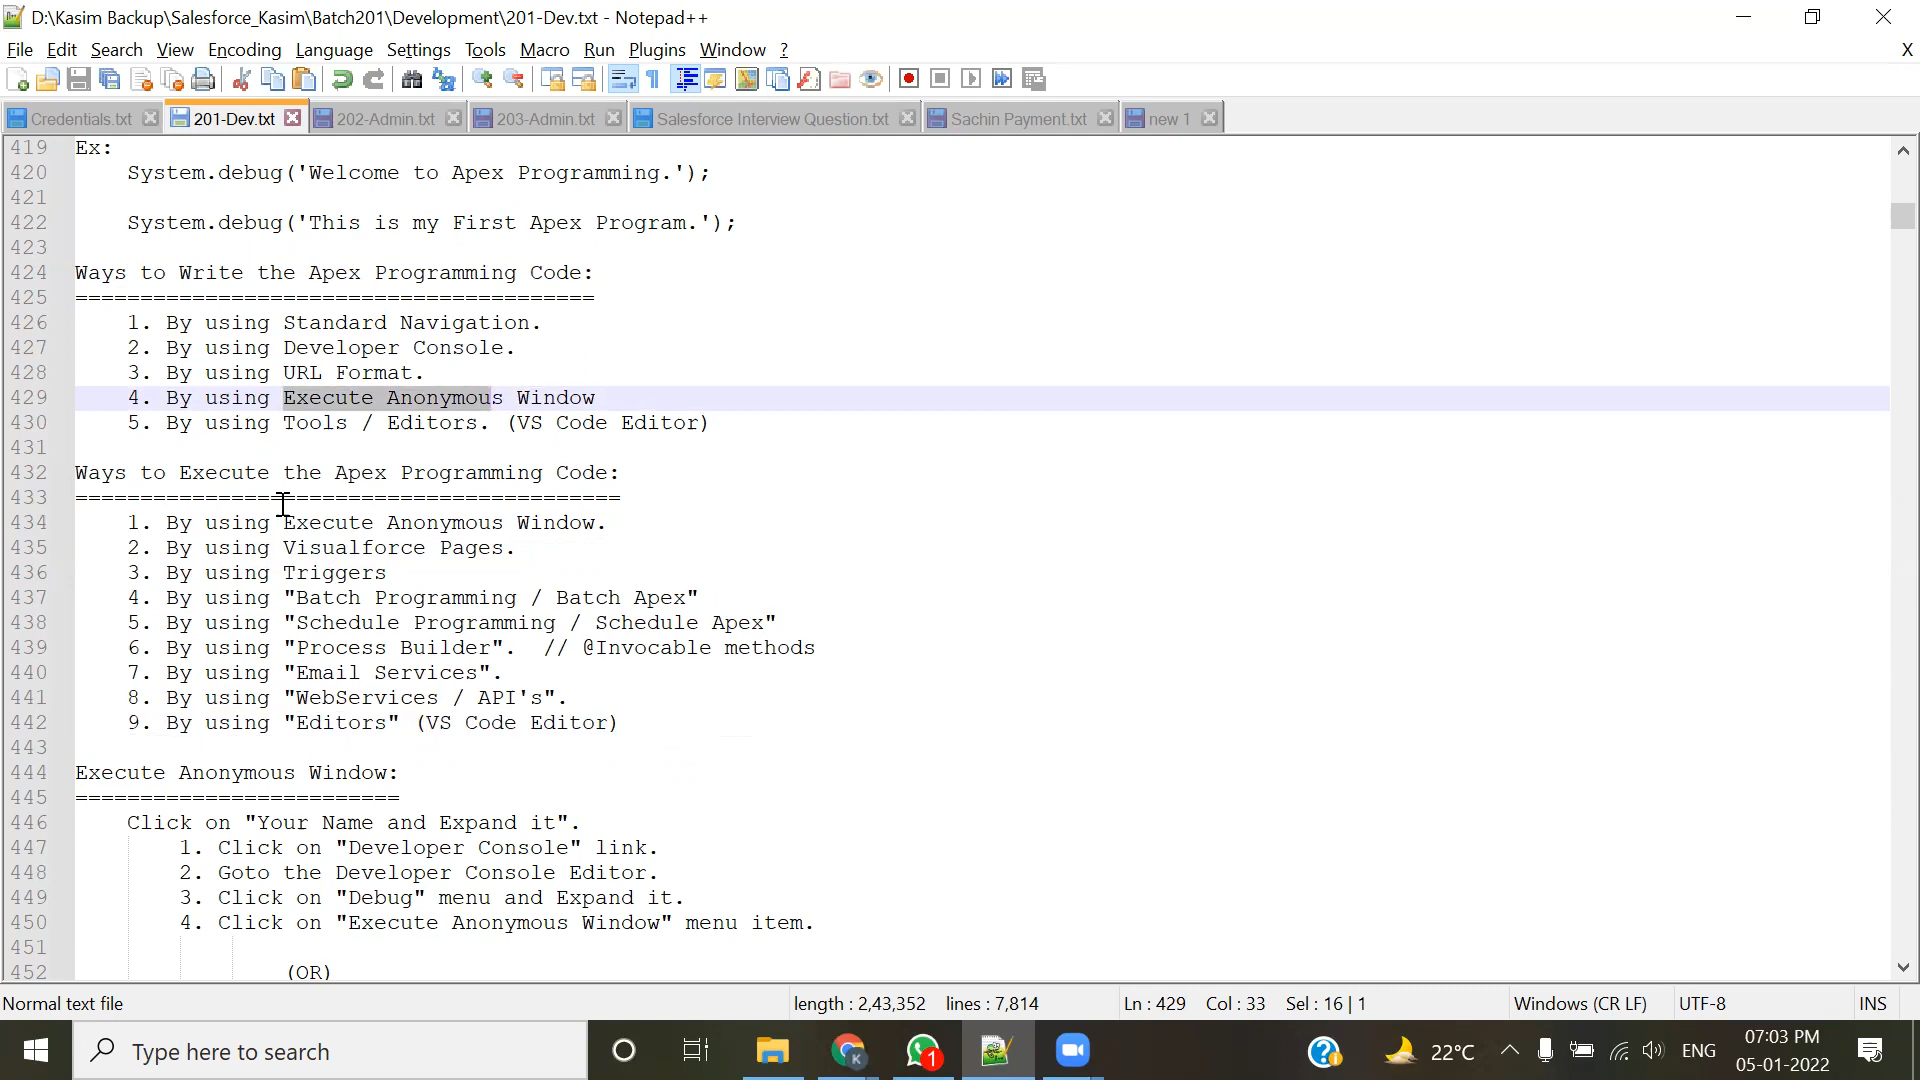 D:\Kasim Backup\Salesforce_Kasim\Batch201\Development\201-Dev.txt - Notepad++
File Edit Search View Encoding Language Settings Tools Macro Run Plugins Window ?
X
Credentials.txt 201-Dev.txt 202-Admin.txt 203-Admin.txt Salesforce Interview Question.txt Sachin Payment.txt new 1
419 Ex:
420 System.debug('Welcome to Apex Programming.');
421
422 System.debug('This is my First Apex Program.');
423
424 Ways to Write the Apex Programming Code:
425 ========================================
426 1. By using Standard Navigation.
427 2. By using Developer Console.
428 3. By using URL Format.
429 4. By using Execute Anonymous Window
430 5. By using Tools / Editors. (VS Code Editor)
431
432 Ways to Execute the Apex Programming Code:
433 ==========================================
434 1. By using Execute Anonymous Window.
435 2. By using Visualforce Pages.
436 3. By using Triggers
437 4. By using "Batch Programming / Batch Apex"
438 5. By using "Schedule Programming / Schedule Apex"
439 6. By using "Process Builder". // @Invocable methods
440 7. By using "Email Services".
441 8. By using "WebServices / API's".
442 9. By using "Editors" (VS Code Editor)
443
444 Execute Anonymous Window:
445 =========================
446 Click on "Your Name and Expand it".
447 1. Click on "Developer Console" link.
448 2. Goto the Developer Console Editor.
449 3. Click on "Debug" menu and Expand it.
450 4. Click on "Execute Anonymous Window" menu item.
451
452 (OR)
Normal text file length : 2,43,352 lines : 7,814 Ln : 429 Col : 33 Sel : 16 | 1 Windows (CR LF) UTF-8 INS
Type here to search 1 22°C ENG 07:03 PM
05-01-2022